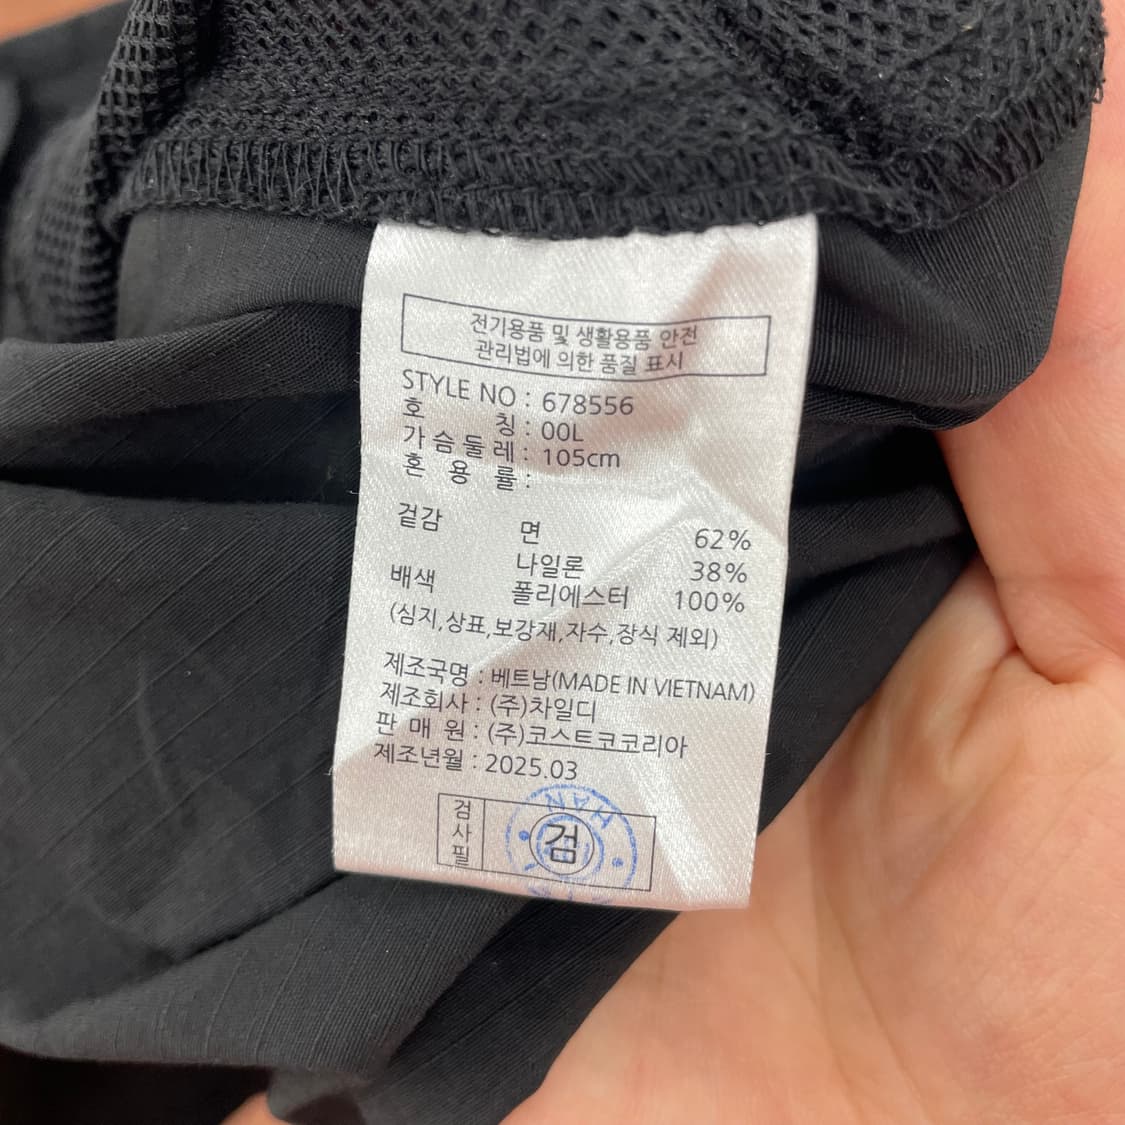 전기용품 및 생활용품 안전
관리법에 의한 품질 표시
STYLE NO : 678556
호 칭 : 00L
가슴둘레 : 105cm
혼 용 률 :
겉감 면 62%
나일론 38%
배색 폴리에스터 100%
(심지,상표,보강재,자수,장식 제외)
제조국명 : 베트남(MADE IN VIETNAM)
제조회사 : (주)차일디
판 매 원 : (주)코스트코코리아
제조년월 : 2025.03
검사필
검
HAN